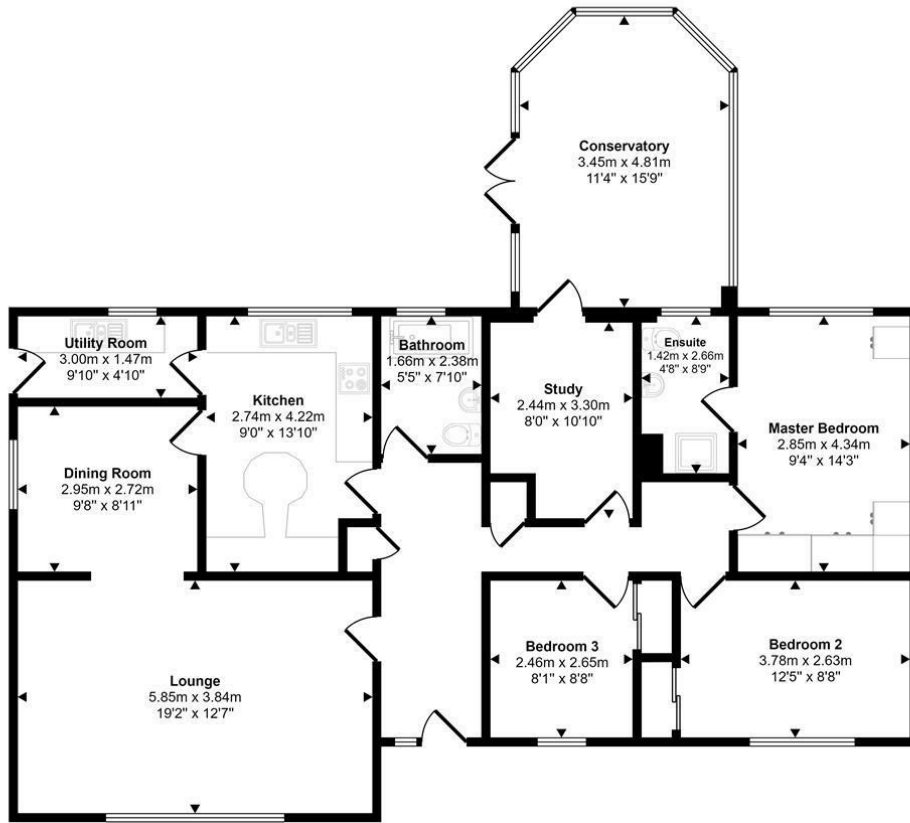 Conservatory
3.45m x 4.81m
11'4" x 15'9"
Utility Room
3.00m x 1.47m
9'10" x 4'10"
Kitchen
2.74m x 4.22m
9'0" x 13'10"
Bathroom
1.66m x 2.38m
5'5" x 7'10"
Study
2.44m x 3.30m
8'0" x 10'10"
Ensuite
1.42m x 2.66m
4'8" x 8'9"
Master Bedroom
2.85m x 4.34m
9'4" x 14'3"
Dining Room
2.95m x 2.72m
9'8" x 8'11"
Lounge
5.85m x 3.84m
19'2" x 12'7"
Bedroom 3
2.46m x 2.65m
8'1" x 8'8"
Bedroom 2
3.78m x 2.63m
12'5" x 8'8"